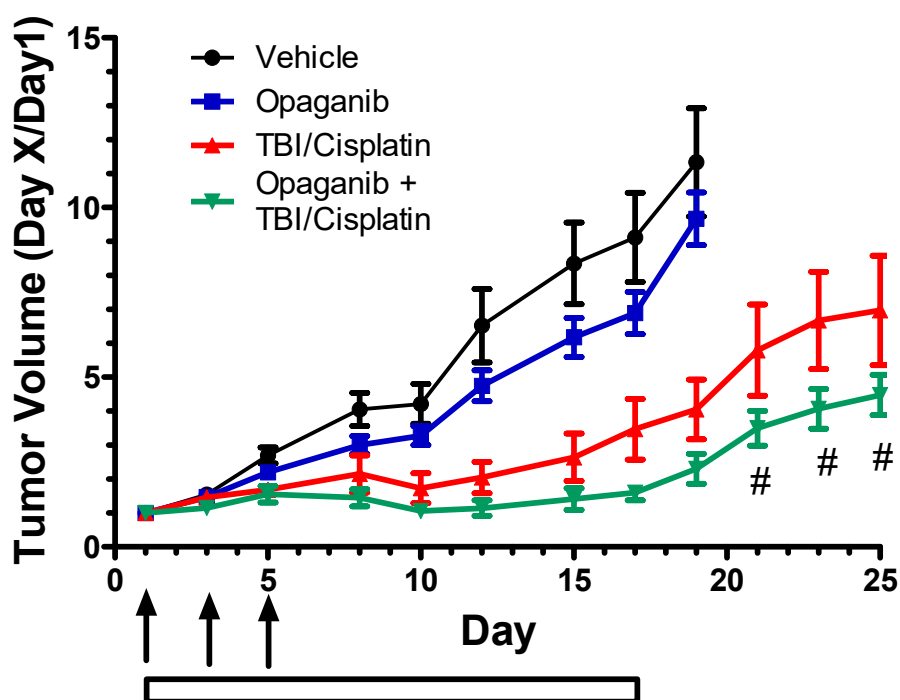 Tumor Volume (Day X/Day1)
15
10
5
0
Vehicle
Opaganib
TBI/Cisplatin
Opaganib +
TBI/Cisplatin
# # #
0 5 10 15 20 25
Day